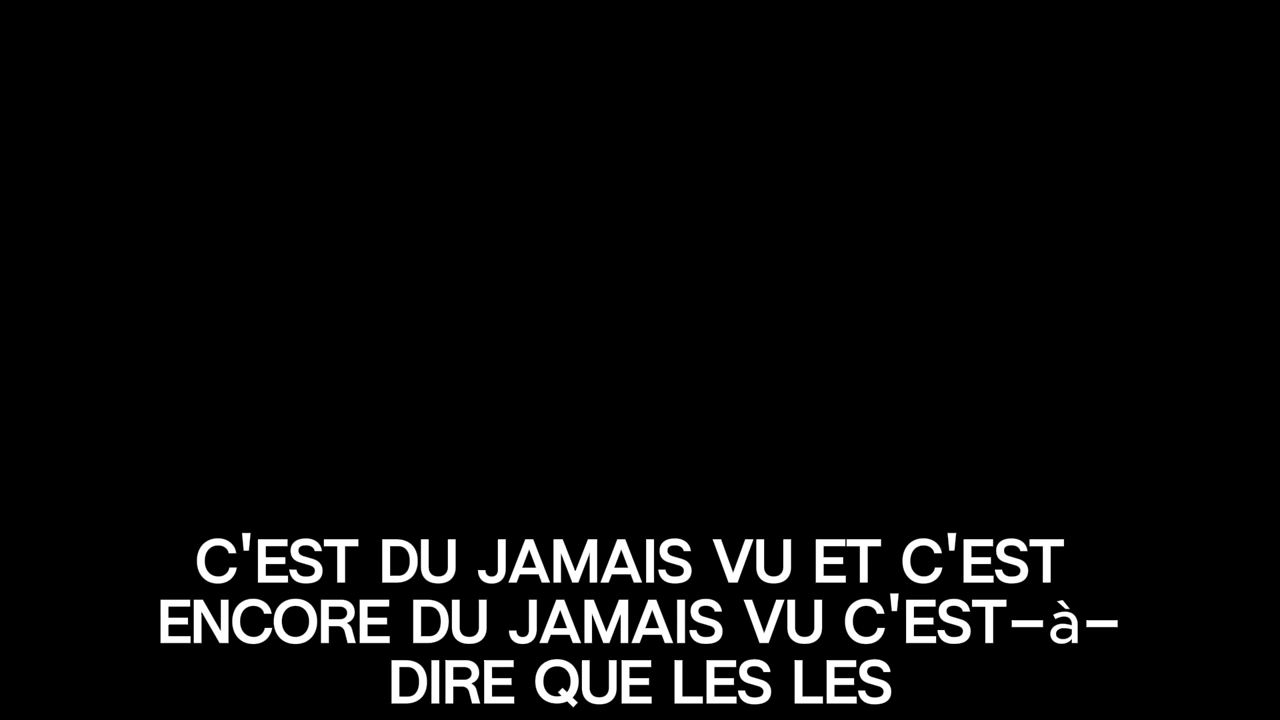 C'EST DU JAMAIS VU ET C'EST
ENCORE DU JAMAIS VU C'EST-à-
DIRE QUE LES LES